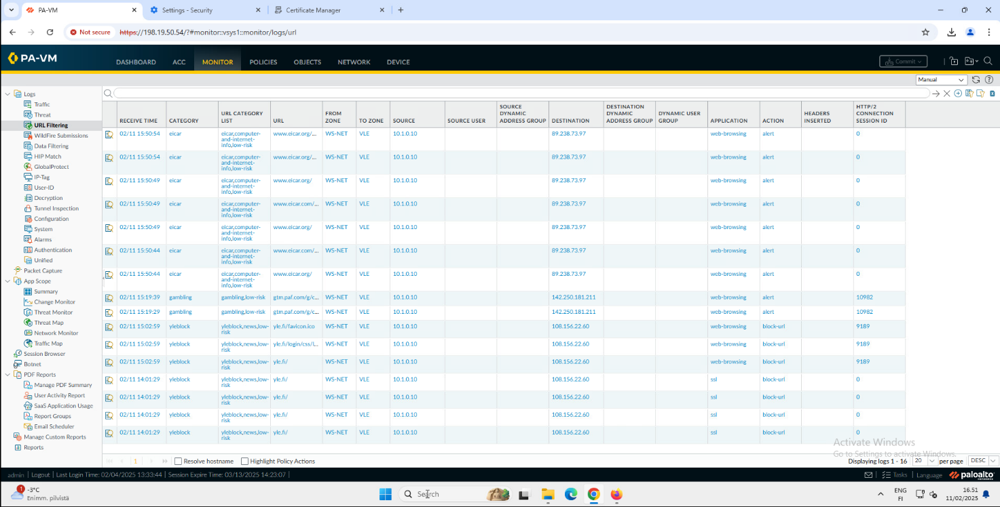 PA-VM
Settings - Security
Certificate Manager
Not secure
https://198.19.50.54/?#monitor::vsys1::monitor/logs/url
PA-VM
DASHBOARD ACC MONITOR POLICIES OBJECTS NETWORK DEVICE
Commit
Manual
Logs
Traffic
Threat
URL Filtering
WildFire Submissions
Data Filtering
HIP Match
GlobalProtect
IP-Tag
User-ID
Decryption
Tunnel Inspection
Configuration
System
Alarms
Authentication
Unified
Packet Capture
App Scope
Summary
Change Monitor
Threat Monitor
Threat Map
Network Monitor
Traffic Map
Session Browser
Botnet
PDF Reports
Manage PDF Summary
User Activity Report
SaaS Application Usage
Report Groups
Email Scheduler
Manage Custom Reports
Reports
RECEIVE TIME CATEGORY URL CATEGORY LIST URL FROM ZONE TO ZONE SOURCE SOURCE USER SOURCE DYNAMIC ADDRESS GROUP DESTINATION DESTINATION DYNAMIC ADDRESS GROUP DYNAMIC USER GROUP APPLICATION ACTION HEADERS INSERTED HTTP/2 CONNECTION SESSION ID
02/11 15:50:54 eicar eicar,computer-and-internet-info,low-risk www.eicar.org/... WS-NET VLE 10.1.0.10 89.238.73.97 web-browsing alert 0
02/11 15:50:54 eicar eicar,computer-and-internet-info,low-risk www.eicar.org/... WS-NET VLE 10.1.0.10 89.238.73.97 web-browsing alert 0
02/11 15:50:49 eicar eicar,computer-and-internet-info,low-risk www.eicar.org/ WS-NET VLE 10.1.0.10 89.238.73.97 web-browsing alert 0
02/11 15:50:49 eicar eicar,computer-and-internet-info,low-risk www.eicar.com/... WS-NET VLE 10.1.0.10 89.238.73.97 web-browsing alert 0
02/11 15:50:49 eicar eicar,computer-and-internet-info,low-risk www.eicar.org/ WS-NET VLE 10.1.0.10 89.238.73.97 web-browsing alert 0
02/11 15:50:44 eicar eicar,computer-and-internet-info,low-risk www.eicar.com/... WS-NET VLE 10.1.0.10 89.238.73.97 web-browsing alert 0
02/11 15:50:44 eicar eicar,computer-and-internet-info,low-risk www.eicar.org/ WS-NET VLE 10.1.0.10 89.238.73.97 web-browsing alert 0
02/11 15:19:39 gambling gambling,low-risk gtm.paf.com/g/c... WS-NET VLE 10.1.0.10 142.250.181.211 web-browsing alert 10982
02/11 15:19:29 gambling gambling,low-risk gtm.paf.com/g/c... WS-NET VLE 10.1.0.10 142.250.181.211 web-browsing alert 10982
02/11 15:02:59 yleblock yleblock,news,low-risk yle.fi/favicon.ico WS-NET VLE 10.1.0.10 108.156.22.60 web-browsing block-url 9189
02/11 15:02:59 yleblock yleblock,news,low-risk yle.fi/login/css/l... WS-NET VLE 10.1.0.10 108.156.22.60 web-browsing block-url 9189
02/11 15:02:59 yleblock yleblock,news,low-risk yle.fi/ WS-NET VLE 10.1.0.10 108.156.22.60 web-browsing block-url 9189
02/11 14:01:29 yleblock yleblock,news,low-risk yle.fi/ WS-NET VLE 10.1.0.10 108.156.22.60 ssl block-url 0
02/11 14:01:29 yleblock yleblock,news,low-risk yle.fi/ WS-NET VLE 10.1.0.10 108.156.22.60 ssl block-url 0
02/11 14:01:29 yleblock yleblock,news,low-risk yle.fi/ WS-NET VLE 10.1.0.10 108.156.22.60 ssl block-url 0
02/11 14:01:29 yleblock yleblock,news,low-risk yle.fi/ WS-NET VLE 10.1.0.10 108.156.22.60 ssl block-url 0
Activate Windows
Go to Settings to activate Windows.
1 Resolve hostname Highlight Policy Actions Displaying logs 1 - 16 20 per page DESC
admin | Logout | Last Login Time: 02/04/2025 13:33:44 | Session Expire Time: 03/13/2025 14:23:07 | Tasks | Language paloalto
1
-3°C
Enimm. pilvistä
Search
ENG
FI
16.51
11/02/2025